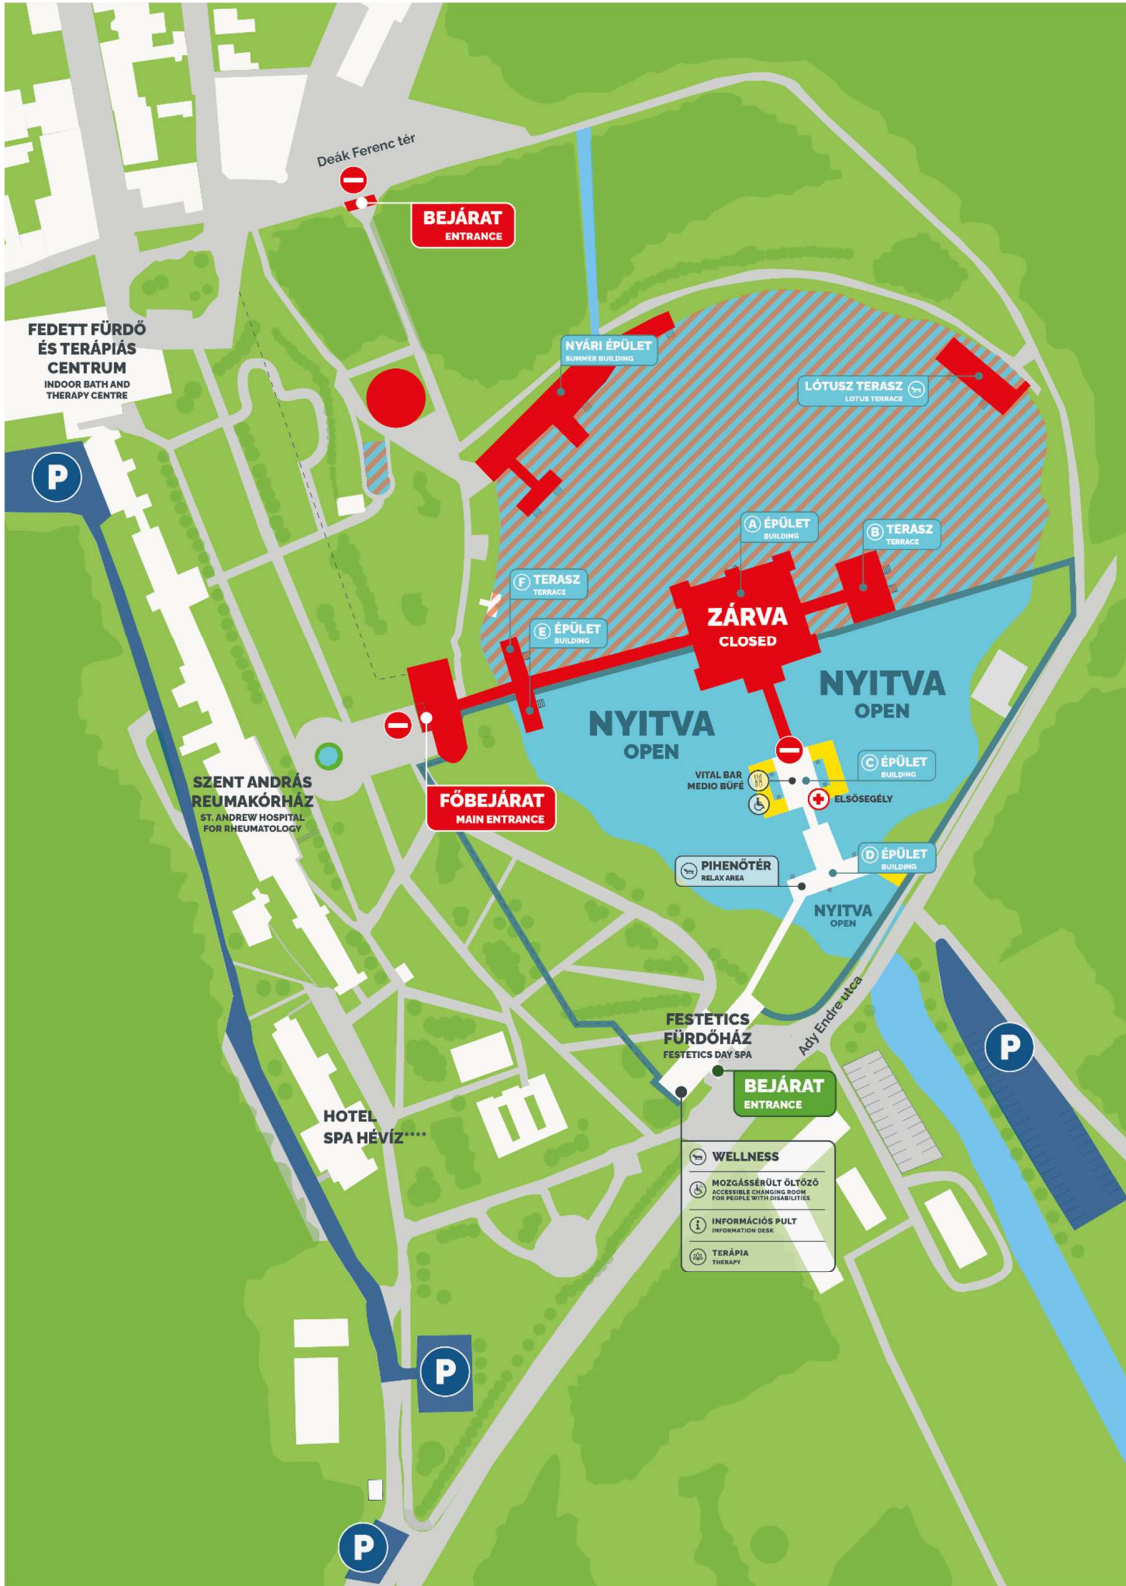 Deák Ferenc tér
BEJÁRAT
ENTRANCE
FEDETT FÜRDŐ
ÉS TERÁPIÁS
CENTRUM
INDOOR BATH AND
THERAPY CENTRE
NYÁRI ÉPÜLET
SUMMER BUILDING
LÓTUSZ TERASZ
LOTUS TERRACE
P
A ÉPÜLET
BUILDING
B TERASZ
TERRACE
F TERASZ
TERRACE
E ÉPÜLET
BUILDING
ZÁRVA
CLOSED
NYITVA
OPEN
NYITVA
OPEN
VITAL BAR
MEDIO BÜFÉ
C ÉPÜLET
BUILDING
ELSŐSEGÉLY
SZENT ANDRÁS
REUMAKÓRHÁZ
ST. ANDREW HOSPITAL
FOR RHEUMATOLOGY
FŐBEJÁRAT
MAIN ENTRANCE
PIHENŐTÉR
RELAX AREA
D ÉPÜLET
BUILDING
NYITVA
OPEN
FESTETICS
FÜRDŐHÁZ
FESTETICS DAY SPA
Ady Endre utca
P
BEJÁRAT
ENTRANCE
HOTEL
SPA HÉVÍZ****
WELLNESS
MOZGÁSSÉRÜLT ÖLTÖZŐ
ACCESSIBLE CHANGING ROOM
FOR PEOPLE WITH DISABILITIES
i INFORMÁCIÓS PULT
INFORMATION DESK
TERÁPIA
THERAPY
P
P